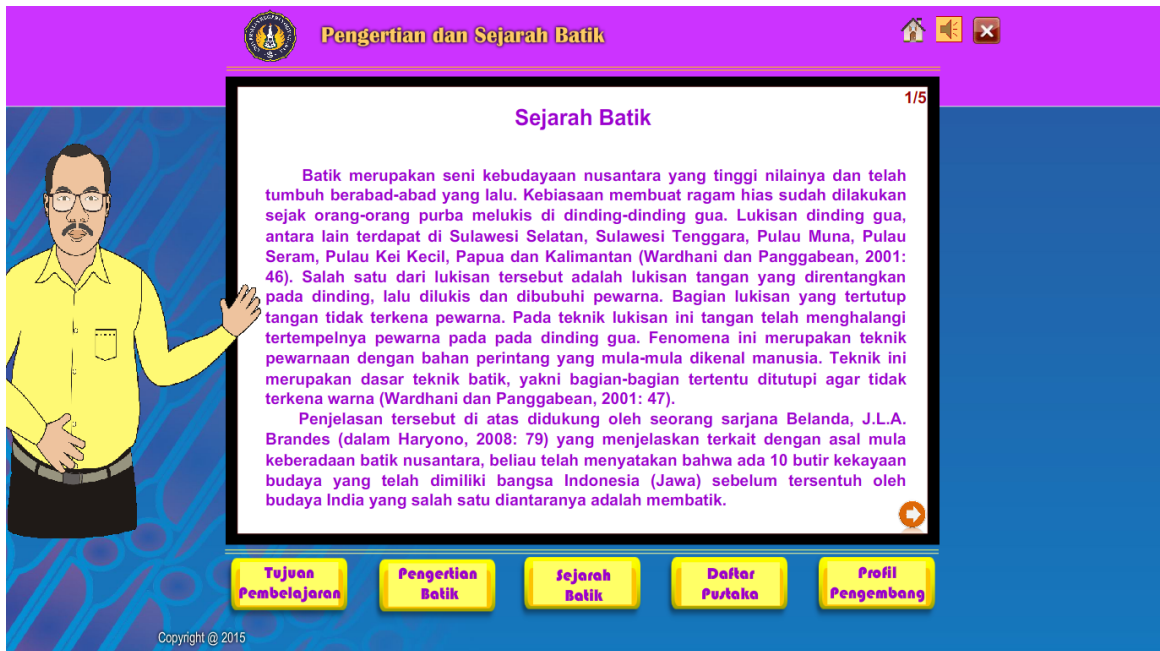 Pengertian dan Sejarah Batik
1/5
Sejarah Batik
Batik merupakan seni kebudayaan nusantara yang tinggi nilainya dan telah
tumbuh berabad-abad yang lalu. Kebiasaan membuat ragam hias sudah dilakukan
sejak orang-orang purba melukis di dinding-dinding gua. Lukisan dinding gua,
antara lain terdapat di Sulawesi Selatan, Sulawesi Tenggara, Pulau Muna, Pulau
Seram, Pulau Kei Kecil, Papua dan Kalimantan (Wardhani dan Panggabean, 2001:
46). Salah satu dari lukisan tersebut adalah lukisan tangan yang direntangkan
pada dinding, lalu dilukis dan dibubuhi pewarna. Bagian lukisan yang tertutup
tangan tidak terkena pewarna. Pada teknik lukisan ini tangan telah menghalangi
tertempelnya pewarna pada pada dinding gua. Fenomena ini merupakan teknik
pewarnaan dengan bahan perintang yang mula-mula dikenal manusia. Teknik ini
merupakan dasar teknik batik, yakni bagian-bagian tertentu ditutupi agar tidak
terkena warna (Wardhani dan Panggabean, 2001: 47).
Penjelasan tersebut di atas didukung oleh seorang sarjana Belanda, J.L.A.
Brandes (dalam Haryono, 2008: 79) yang menjelaskan terkait dengan asal mula
keberadaan batik nusantara, beliau telah menyatakan bahwa ada 10 butir kekayaan
budaya yang telah dimiliki bangsa Indonesia (Jawa) sebelum tersentuh oleh
budaya India yang salah satu diantaranya adalah membatik.
Tujuan
Pembelajaran
Pengertian
Batik
Sejarah
Batik
Daftar
Pustaka
Profil
Pengembang
Copyright @ 2015